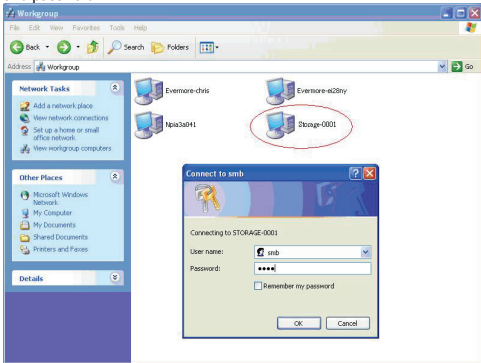 Workgroup
File Edit View Favorites Tools Help
Back Search Folders
Address Workgroup Go
Network Tasks
Add a network place
View network connections
Set up a home or small
office network
View workgroup computers
Other Places
Microsoft Windows
Network
My Computer
My Documents
Shared Documents
Printers and Faxes
Details
Evermore-chris
Evermore-ei28ny
Npia3a041
Storage-0001
Connect to smb
Connecting to STORAGE-0001
User name: smb
Password: ●●●●
Remember my password
OK Cancel